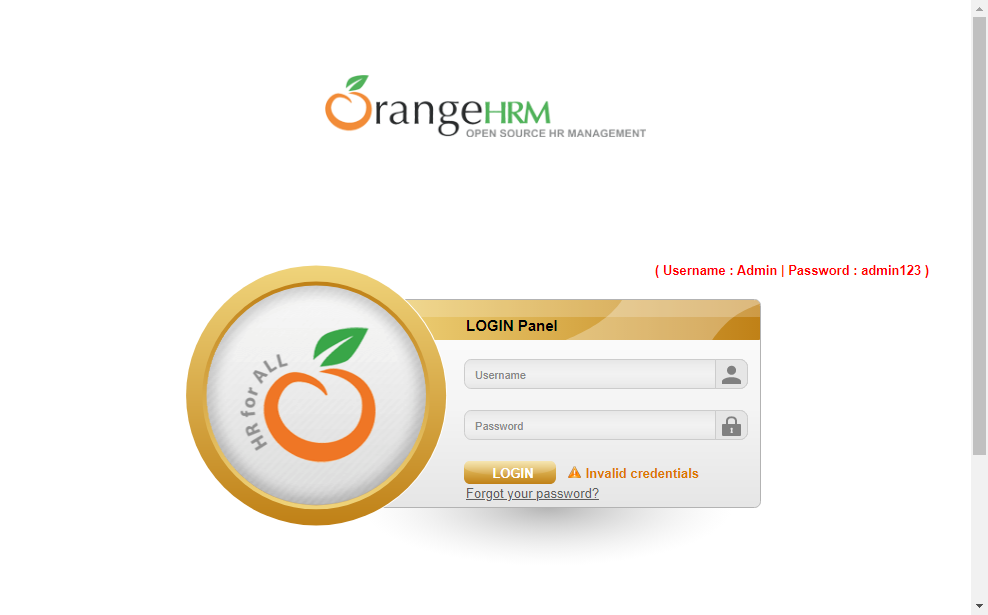 OrangeHRM
OPEN SOURCE HR MANAGEMENT
( Username : Admin | Password : admin123 )
LOGIN Panel
HR for ALL
Username
Password
LOGIN
Invalid credentials
Forgot your password?